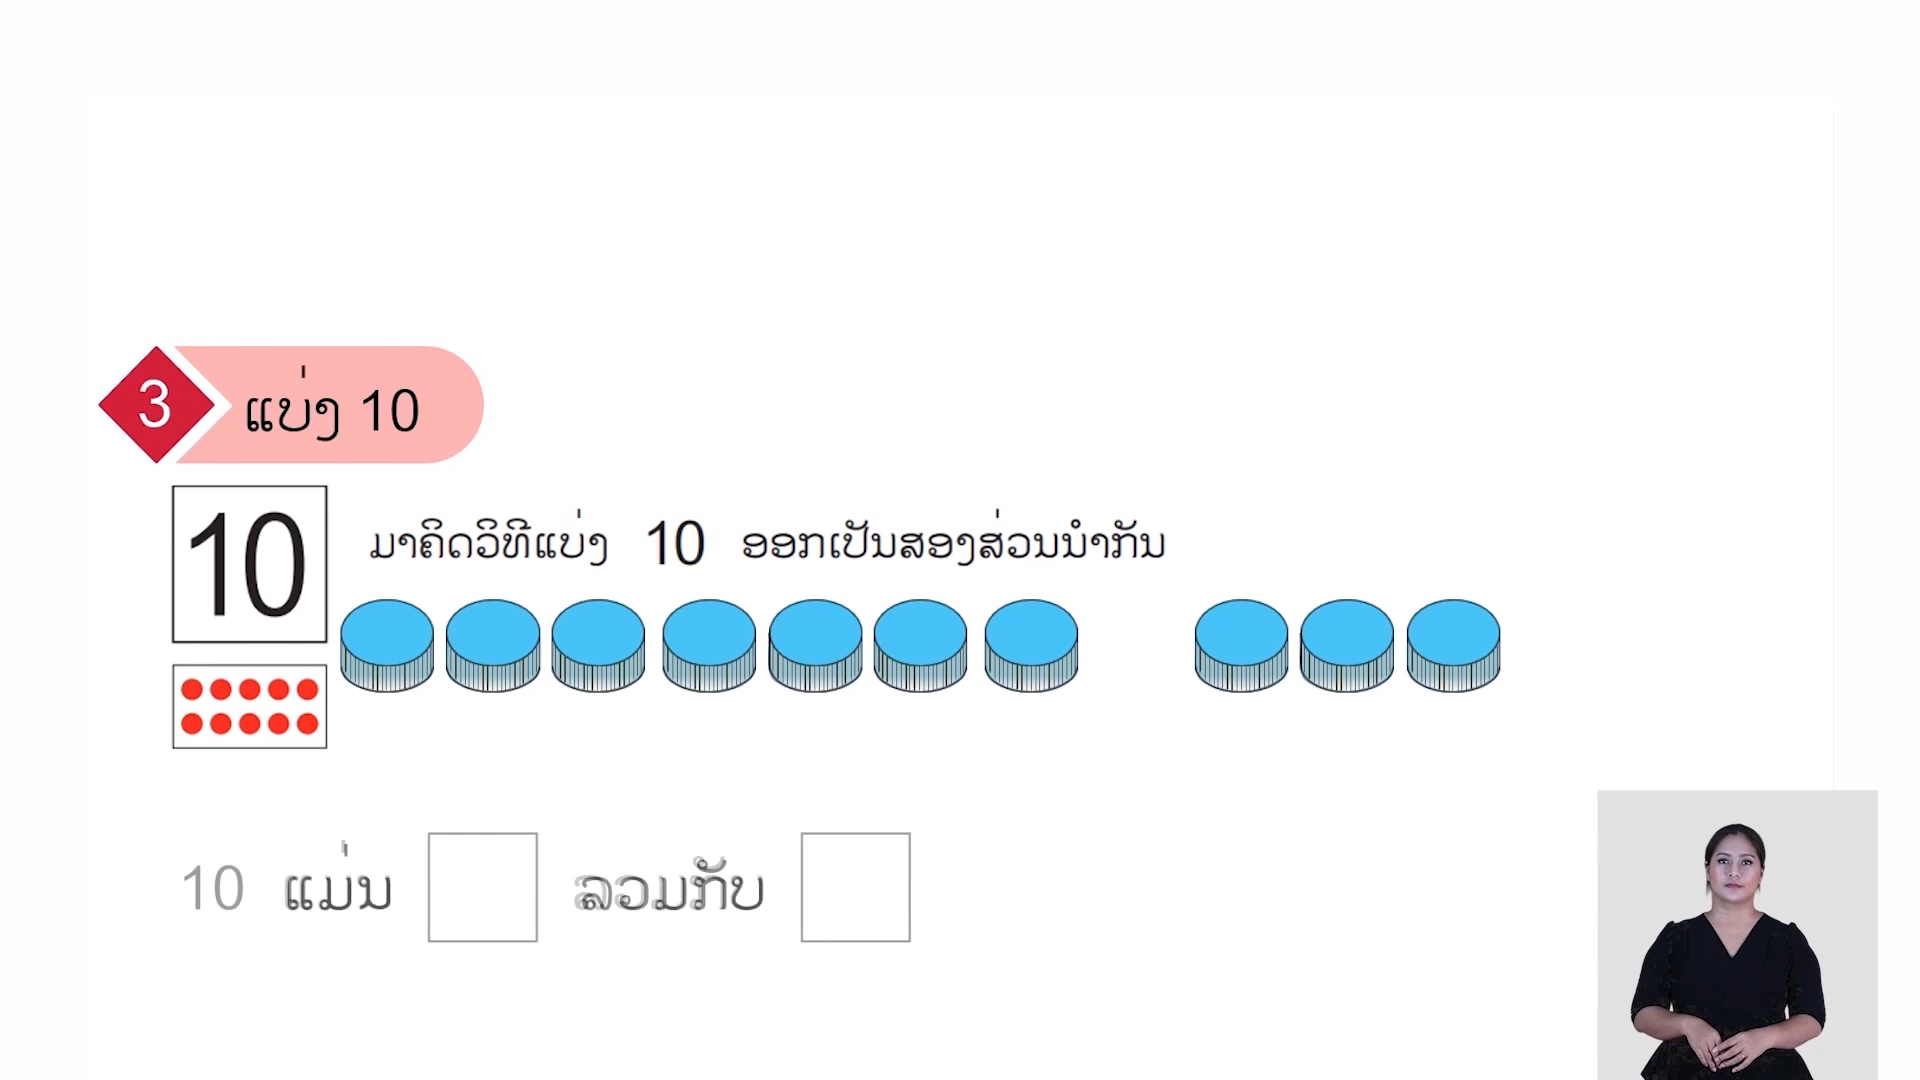 3 ແບ່ງ 10
10 ມາຄິດວິທີແບ່ງ 10 ອອກເປັນສອງສ່ວນນຳກັນ
10 ແມ່ນ ລວມກັບ